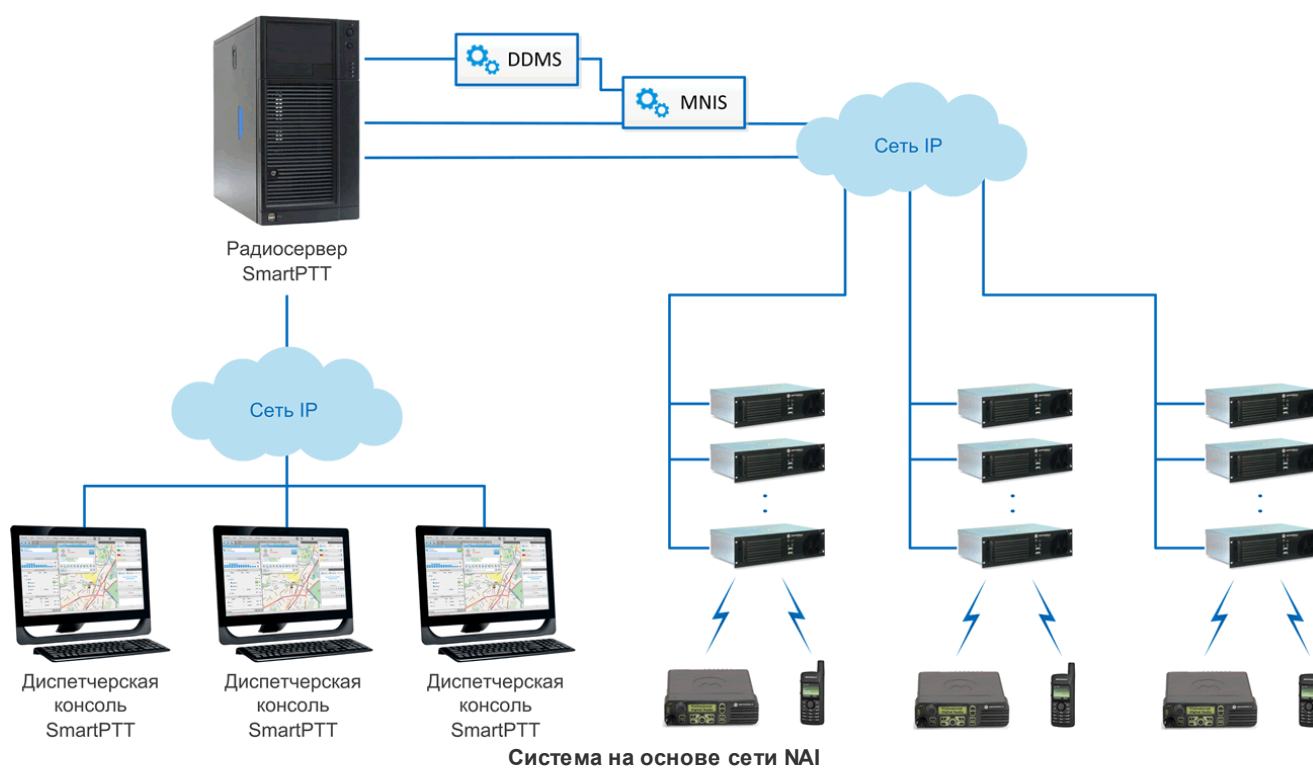 DDMS
MNIS
Сеть IP
Радиосервер
SmartPTT
Сеть IP
Диспетчерская
консоль
SmartPTT
Диспетчерская
консоль
SmartPTT
Диспетчерская
консоль
SmartPTT
Система на основе сети NAI